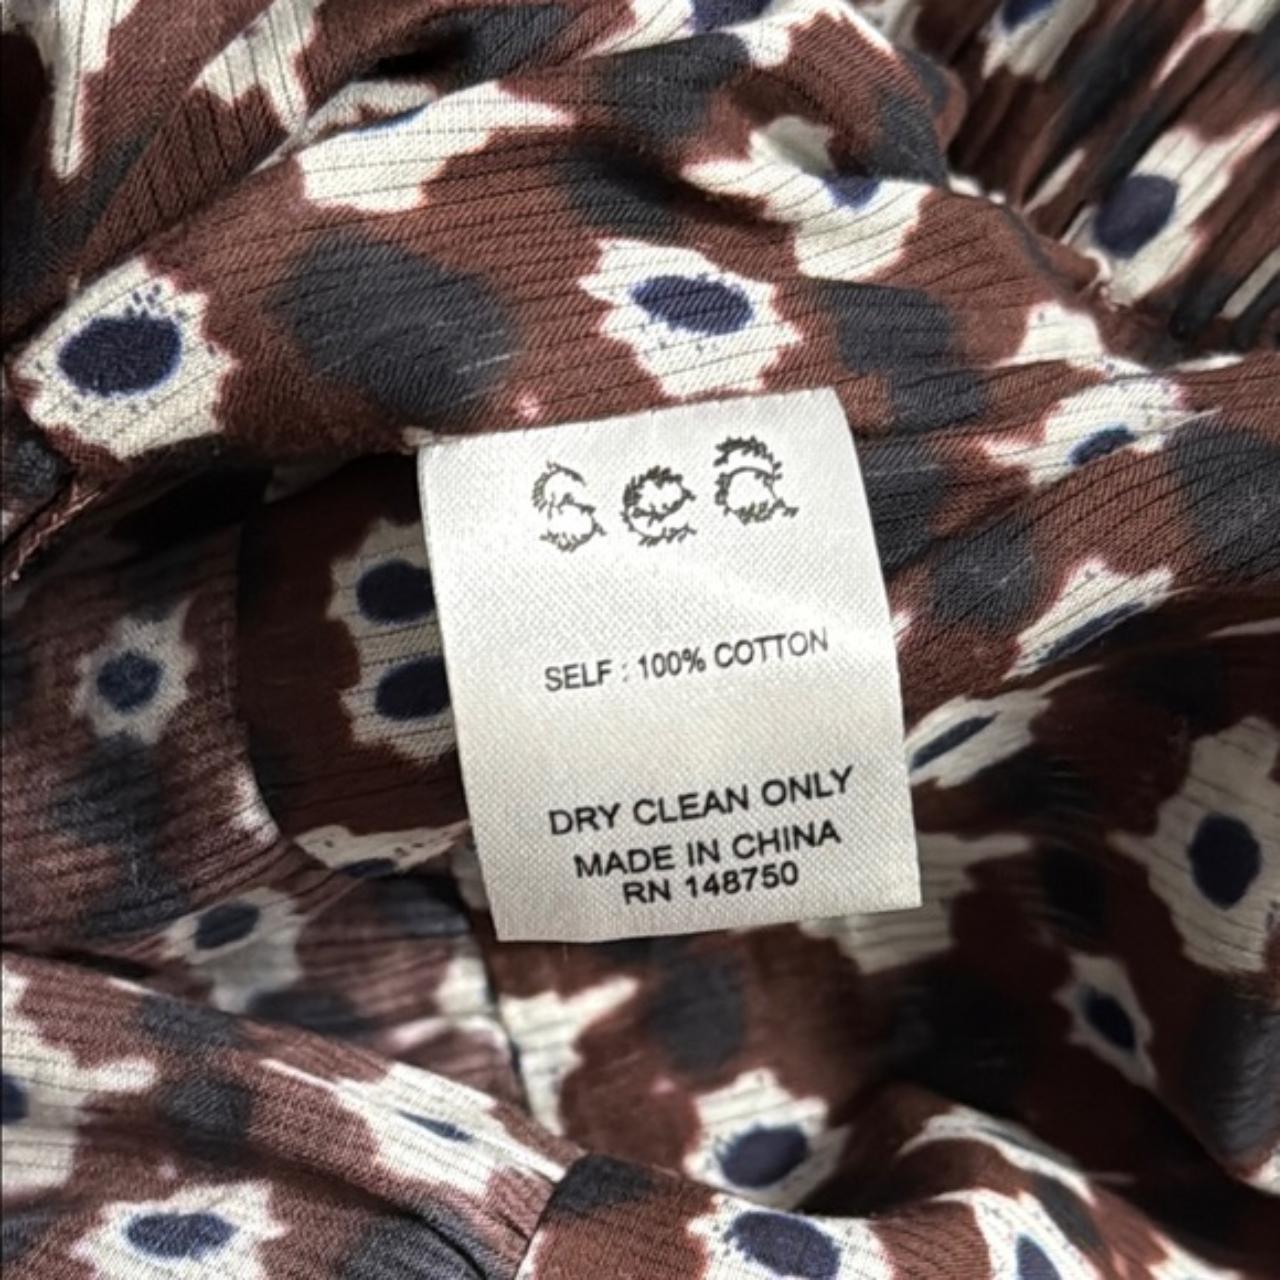 Sea
SELF : 100% COTTON
DRY CLEAN ONLY
MADE IN CHINA
RN 148750